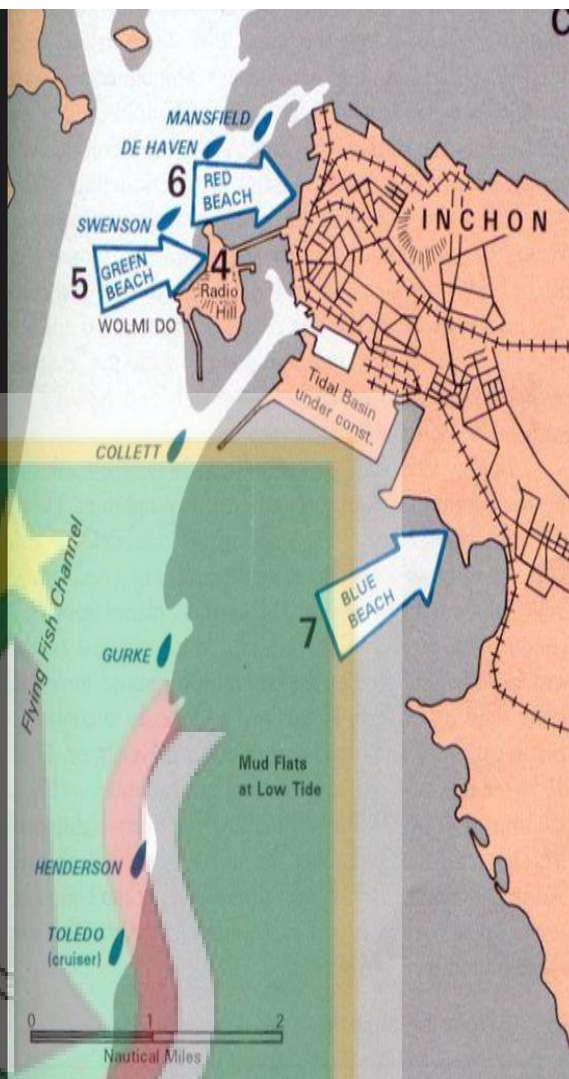 C
MANSFIELD
DE HAVEN
6
RED
BEACH
INCHON
SWENSON
5
GREEN
BEACH
4
Radio
Hill
WOLMI DO
Tidal Basin
under const.
COLLETT
Flying Fish Channel
BLUE
BEACH
7
GURKE
Mud Flats
at Low Tide
HENDERSON
TOLEDO
(cruiser)
0 1 2
Nautical Miles